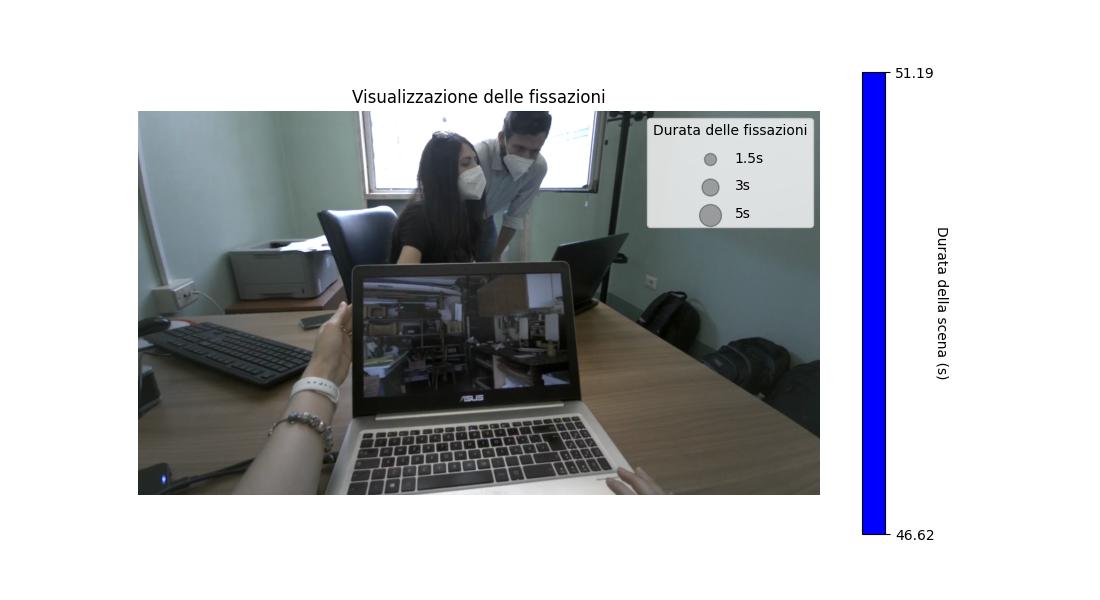 Visualizzazione delle fissazioni
Durata delle fissazioni
1.5s
3s
5s
ASUS
51.19
Durata della scena (s)
46.62